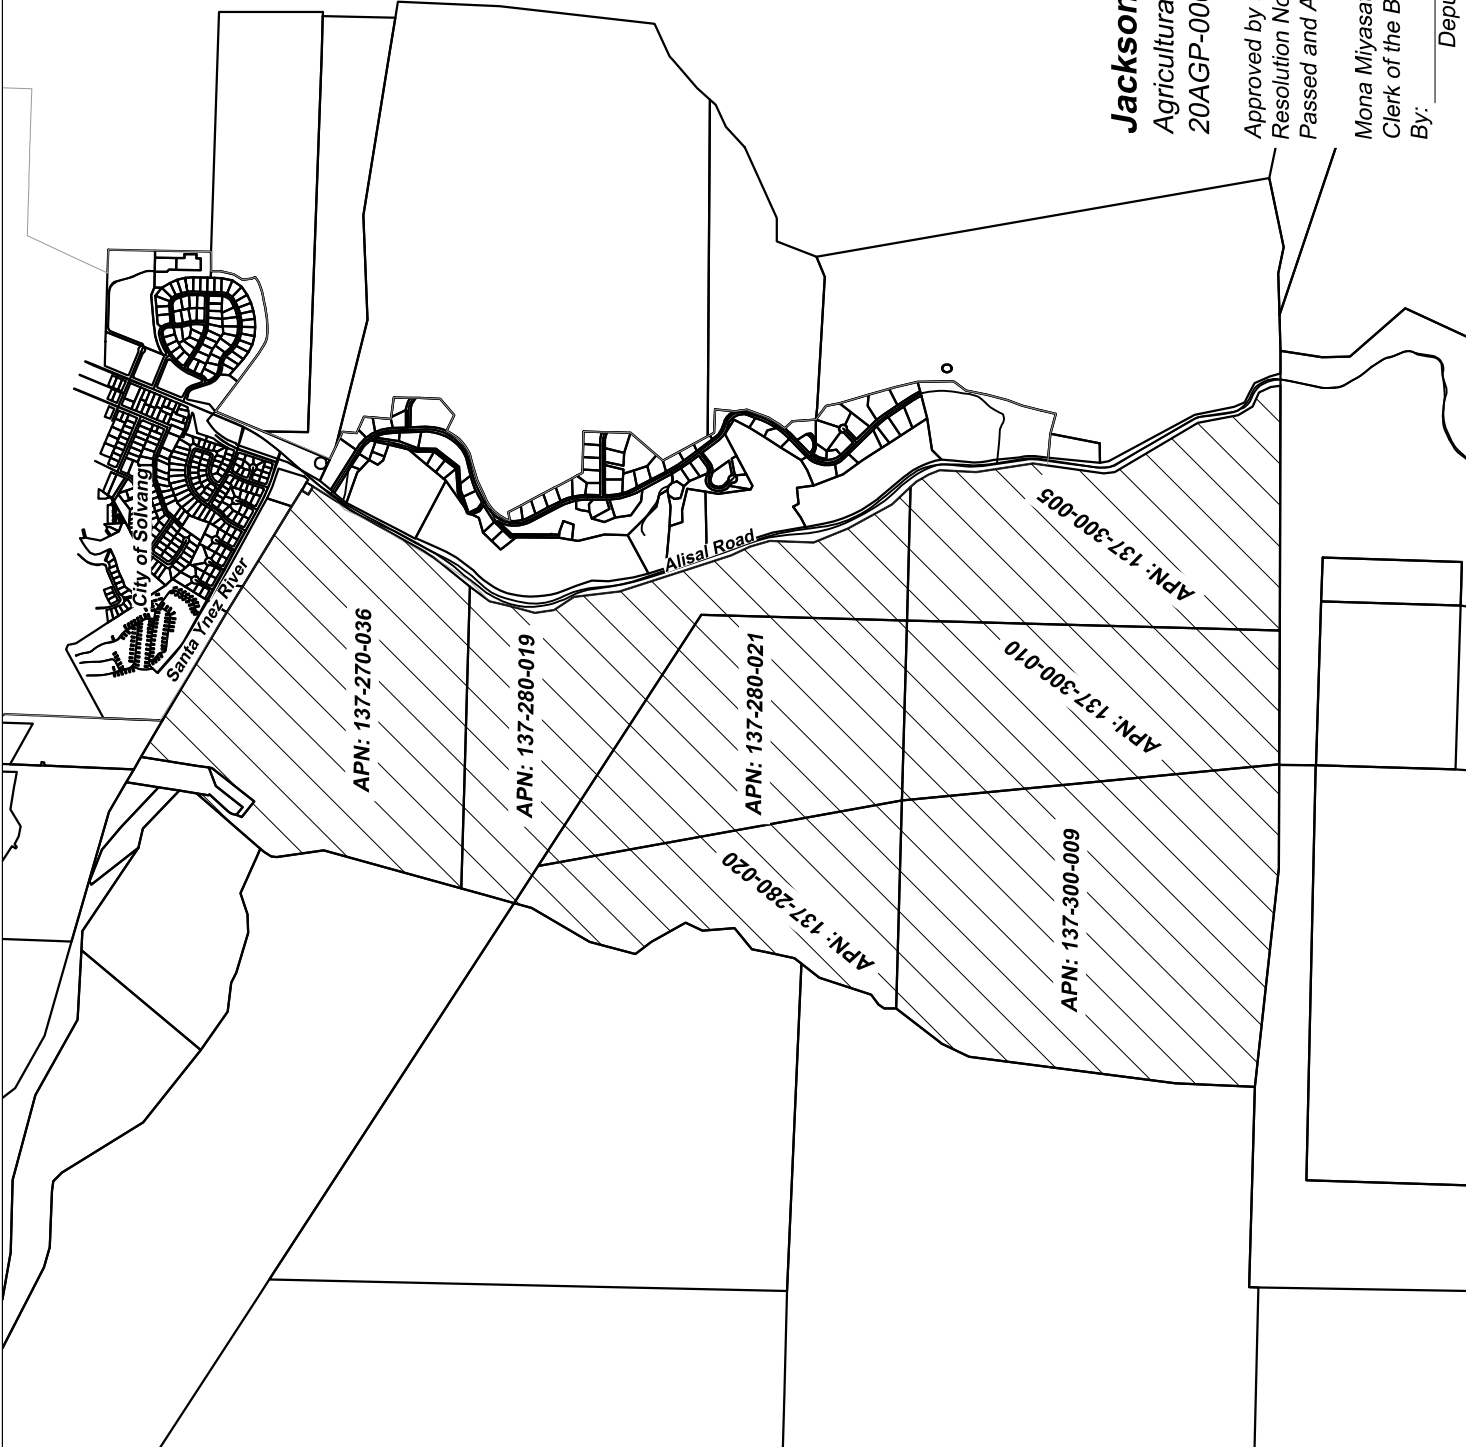 City of Solvang
Santa Ynez River
Alisal Road
APN: 137-270-036
APN: 137-280-019
APN: 137-280-021
APN: 137-280-020
APN: 137-300-005
APN: 137-300-010
APN: 137-300-009
Jackson
Agricultura
20AGP-000
Approved by
Resolution No
Passed and A
Mona Miyasa
Clerk of the B
By:
Depu